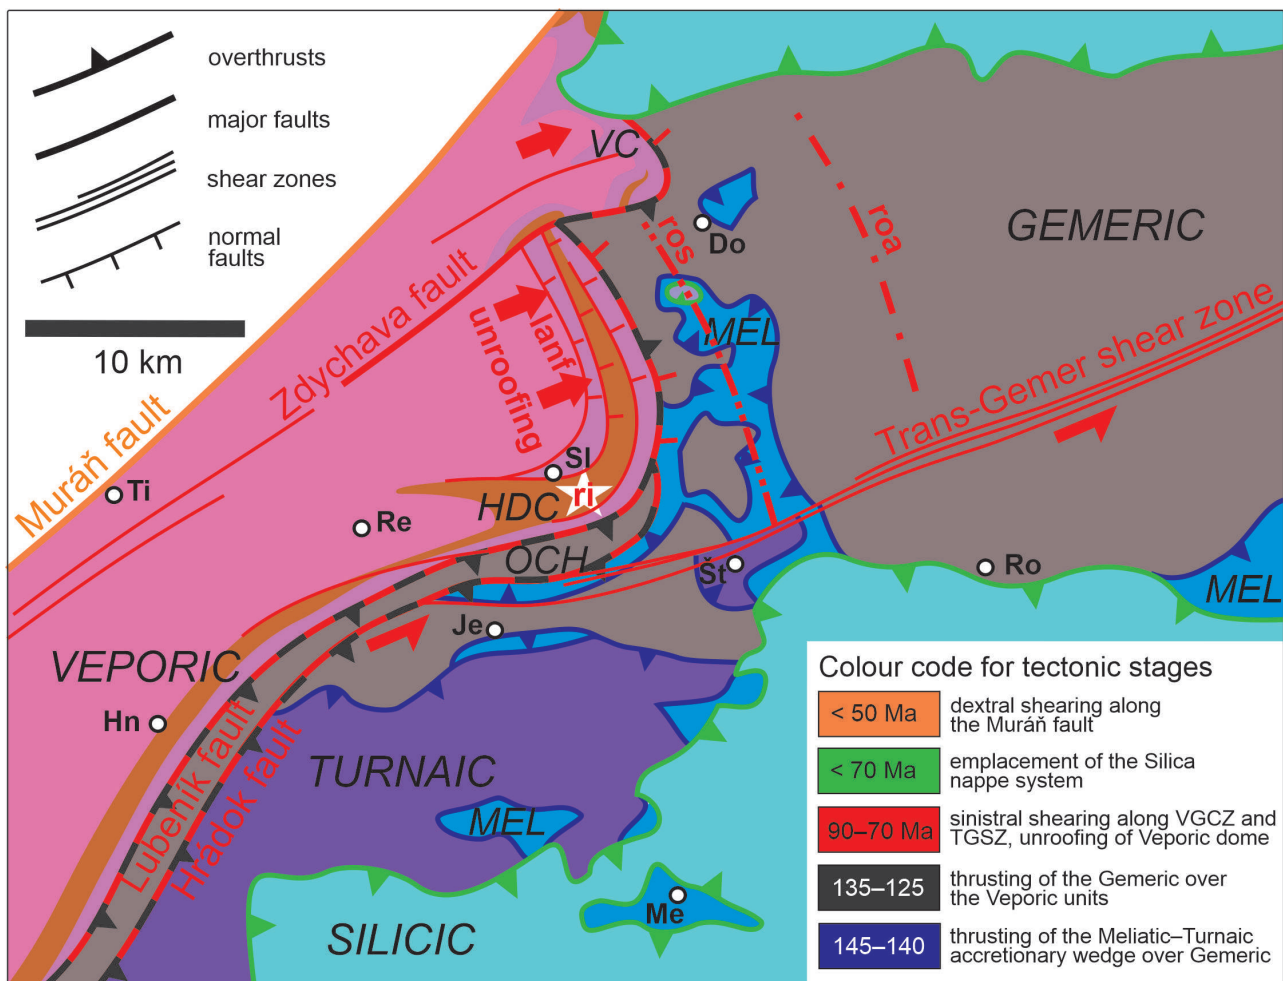 overthrusts
major faults
shear zones
normal
faults
10 km
VC
Do
ros
roa
GEMERIC
MEL
Zdychava fault
unroofing
lanf
Trans-Gemer shear zone
Muráň fault
Ti
Sl
ri
HDC
Re
OCH
Št
Ro
MEL
Je
VEPORIC
Hn
Lubeník fault
Hrádok fault
TURNAIC
MEL
Me
SILICIC
Colour code for tectonic stages
< 50 Ma
dextral shearing along
the Muráň fault
< 70 Ma
emplacement of the Silica
nappe system
90–70 Ma
sinistral shearing along VGCZ and
TGSZ, unroofing of Veporic dome
135–125
thrusting of the Gemeric over
the Veporic units
145–140
thrusting of the Meliatic–Turnaic
accretionary wedge over Gemeric